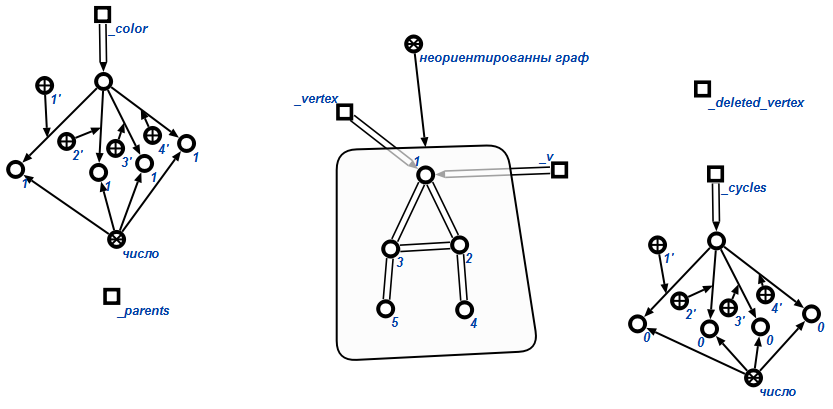 _color
неориентированны граф
1'
_vertex
_deleted_vertex
2'
3'
4'
1
1
1
1
1
_v
_cycles
число
3
2
1'
2'
3'
4'
_parents
5
4
0
0
0
0
число